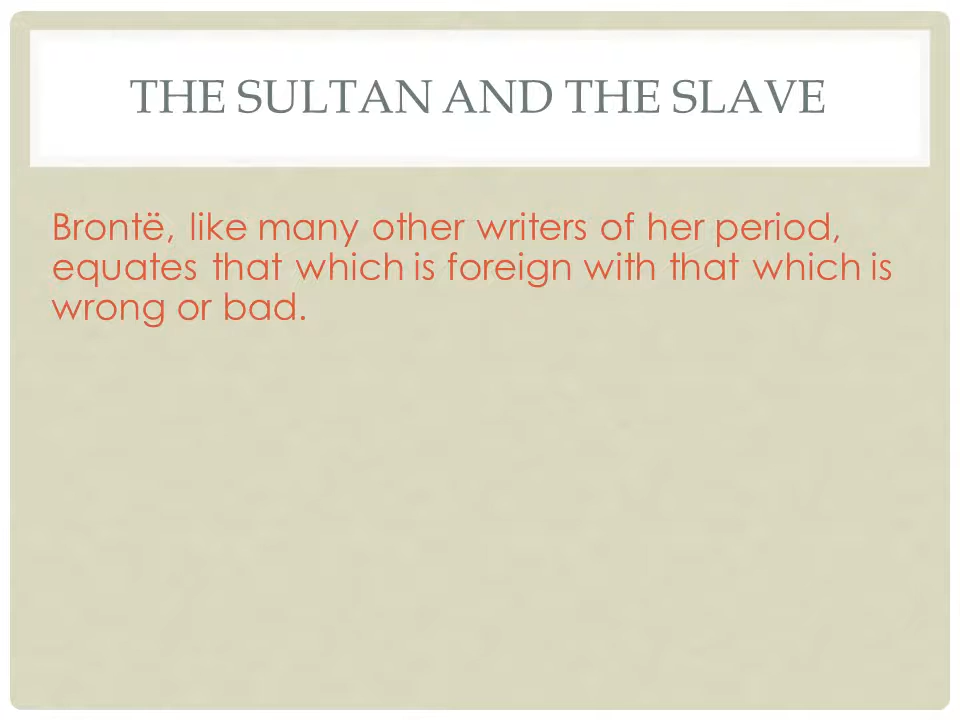 THE SULTAN AND THE SLAVE
Brontë, like many other writers of her period,
equates that which is foreign with that which is
wrong or bad.